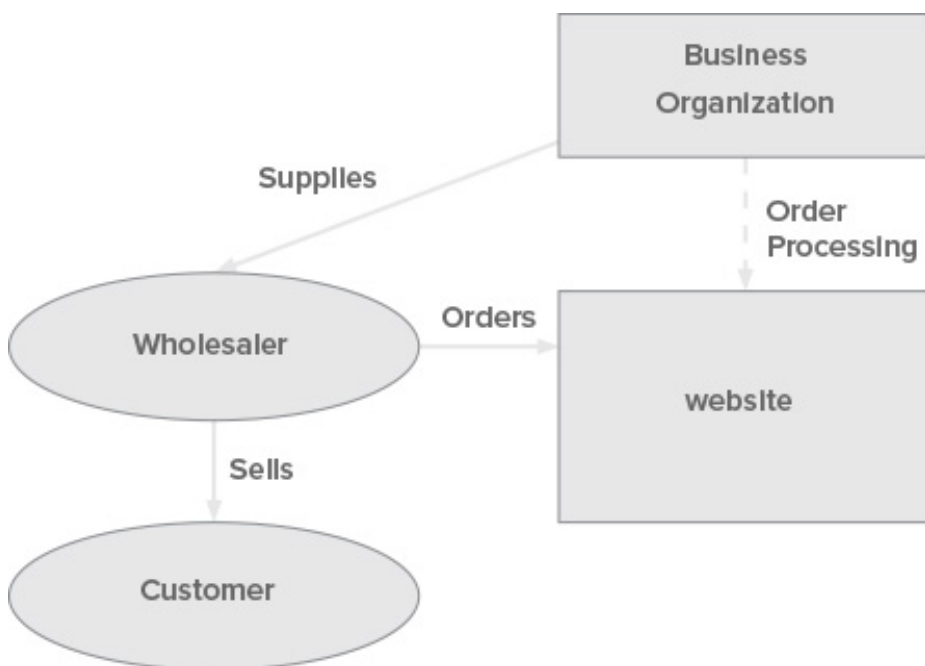 Business
Organization
Supplies
Order
Processing
Wholesaler
Orders
website
Sells
Customer